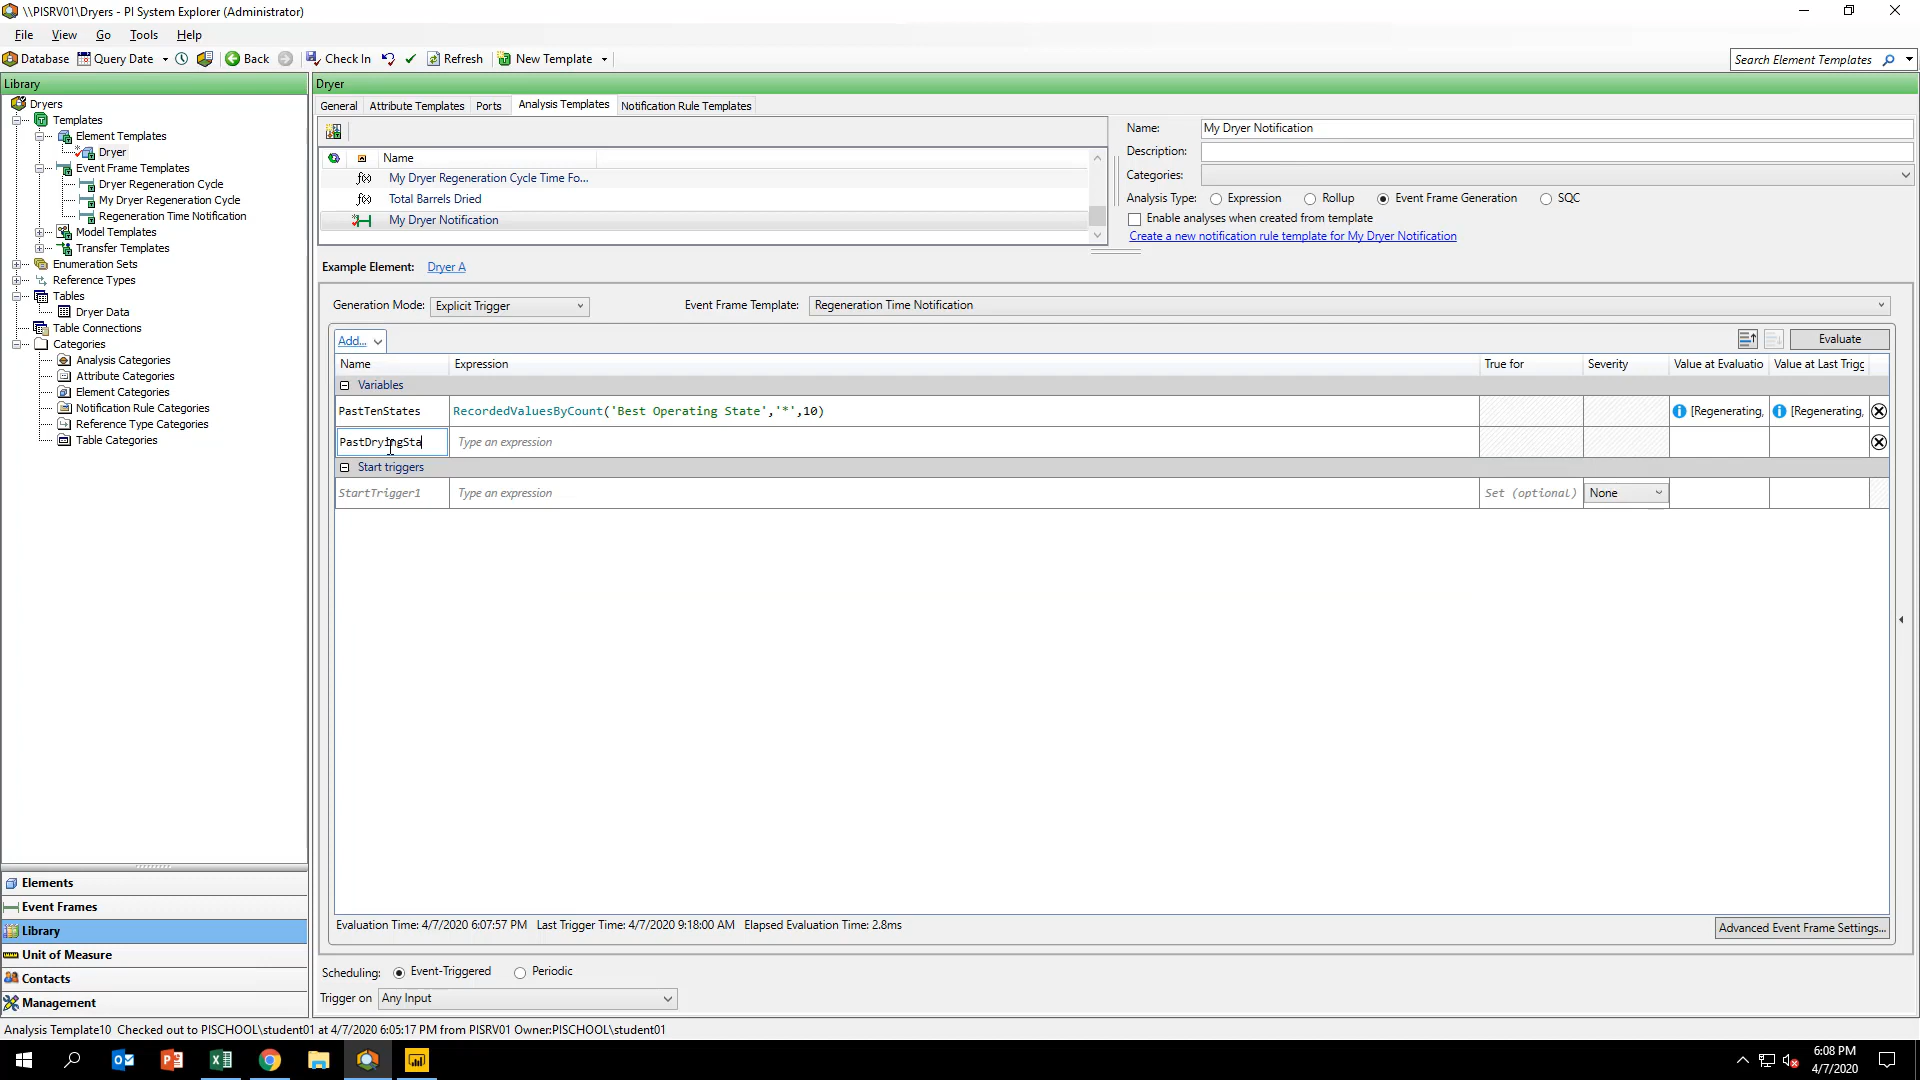 \\PISRV01\Dryers - PI System Explorer (Administrator)
File View Go Tools Help
Database Query Date Back Check In Refresh New Template Search Element Templates
Library
Dryers
Templates
Element Templates
Dryer
Event Frame Templates
Dryer Regeneration Cycle
My Dryer Regeneration Cycle
Regeneration Time Notification
Model Templates
Transfer Templates
Enumeration Sets
Reference Types
Tables
Dryer Data
Table Connections
Categories
Analysis Categories
Attribute Categories
Element Categories
Notification Rule Categories
Reference Type Categories
Table Categories
Elements
Event Frames
Library
Unit of Measure
Contacts
Management
Dryer
General Attribute Templates Ports Analysis Templates Notification Rule Templates
Name
f(x) My Dryer Regeneration Cycle Time Fo...
f(x) Total Barrels Dried
My Dryer Notification
Name: My Dryer Notification
Description:
Categories:
Analysis Type: Expression Rollup Event Frame Generation SQC
Enable analyses when created from template
Create a new notification rule template for My Dryer Notification
Example Element: Dryer A
Generation Mode: Explicit Trigger Event Frame Template: Regeneration Time Notification
Add... Evaluate
Name Expression True for Severity Value at Evaluatio Value at Last Trigg
Variables
PastTenStates RecordedValuesByCount('Best Operating State','*',10) [Regenerating, [Regenerating,
PastDryingSta Type an expression
Start triggers
StartTrigger1 Type an expression Set (optional) None
Evaluation Time: 4/7/2020 6:07:57 PM Last Trigger Time: 4/7/2020 9:18:00 AM Elapsed Evaluation Time: 2.8ms Advanced Event Frame Settings...
Scheduling: Event-Triggered Periodic
Trigger on Any Input
Analysis Template10 Checked out to PISCHOOL\student01 at 4/7/2020 6:05:17 PM from PISRV01 Owner:PISCHOOL\student01
6:08 PM
4/7/2020